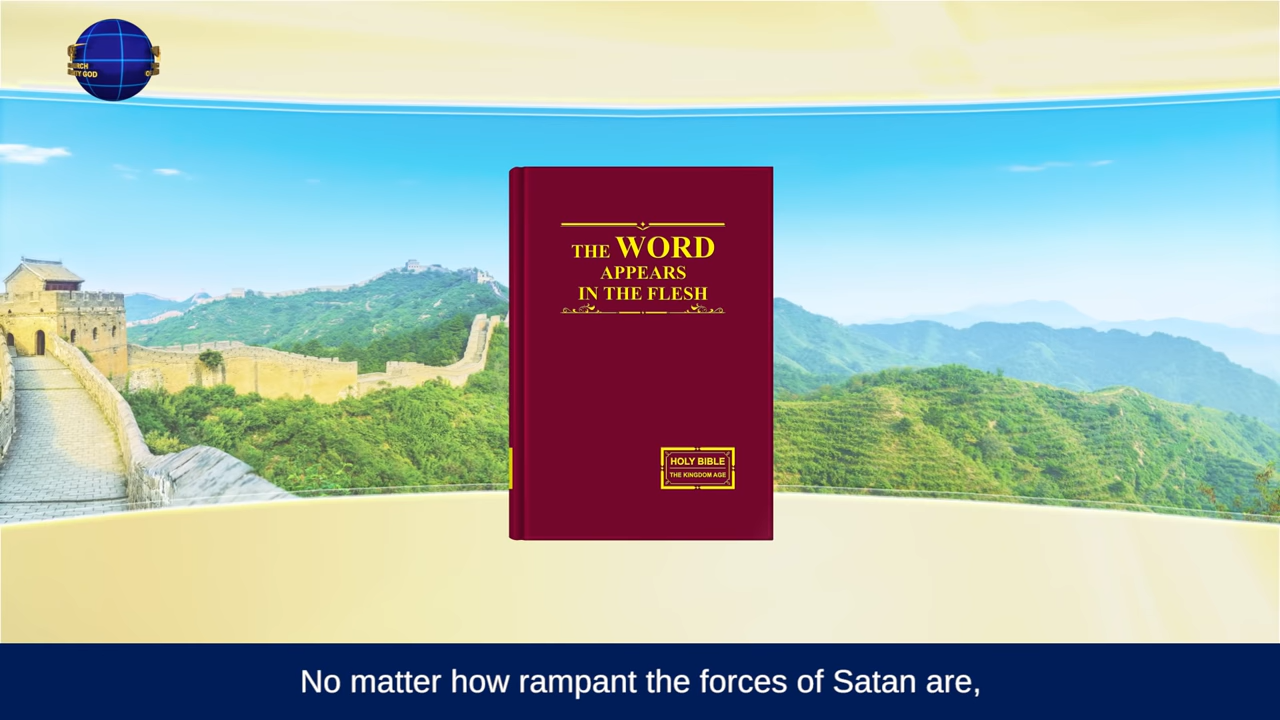 THE WORD
APPEARS
IN THE FLESH
HOLY BIBLE
THE KINGDOM AGE
No matter how rampant the forces of Satan are,